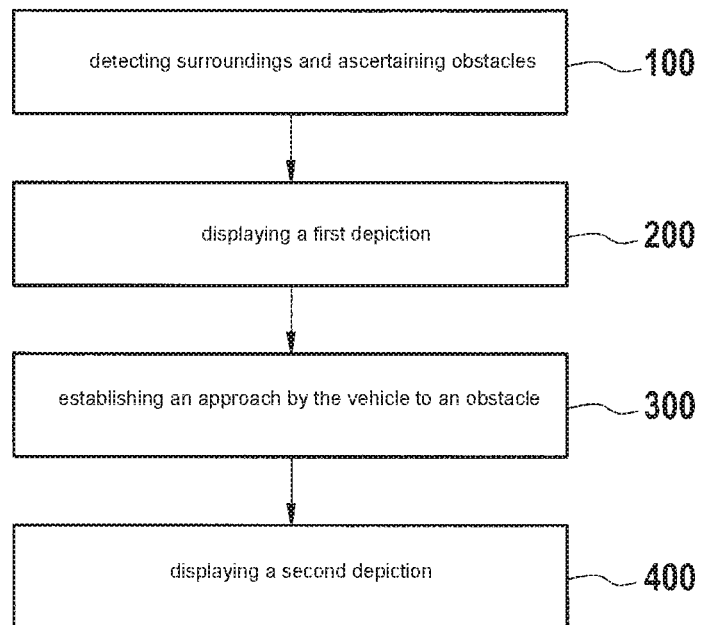 detecting surroundings and ascertaining obstacles
100
displaying a first depiction
200
establishing an approach by the vehicle to an obstacle
300
displaying a second depiction
400